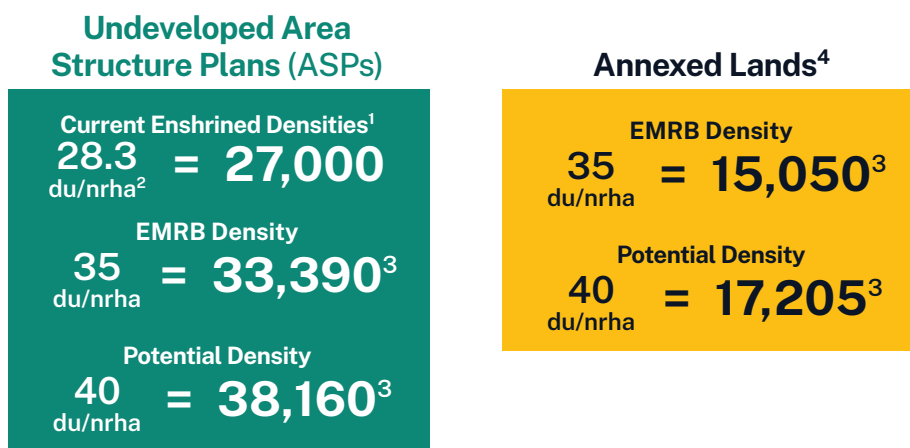 Undeveloped Area
Structure Plans (ASPs)
Current Enshrined Densities¹
28.3
du/nrha²
= 27,000
EMRB Density
35
du/nrha
= 33,390³
Potential Density
40
du/nrha
= 38,160³
Annexed Lands⁴
EMRB Density
35
du/nrha
= 15,050³
Potential Density
40
du/nrha
= 17,205³